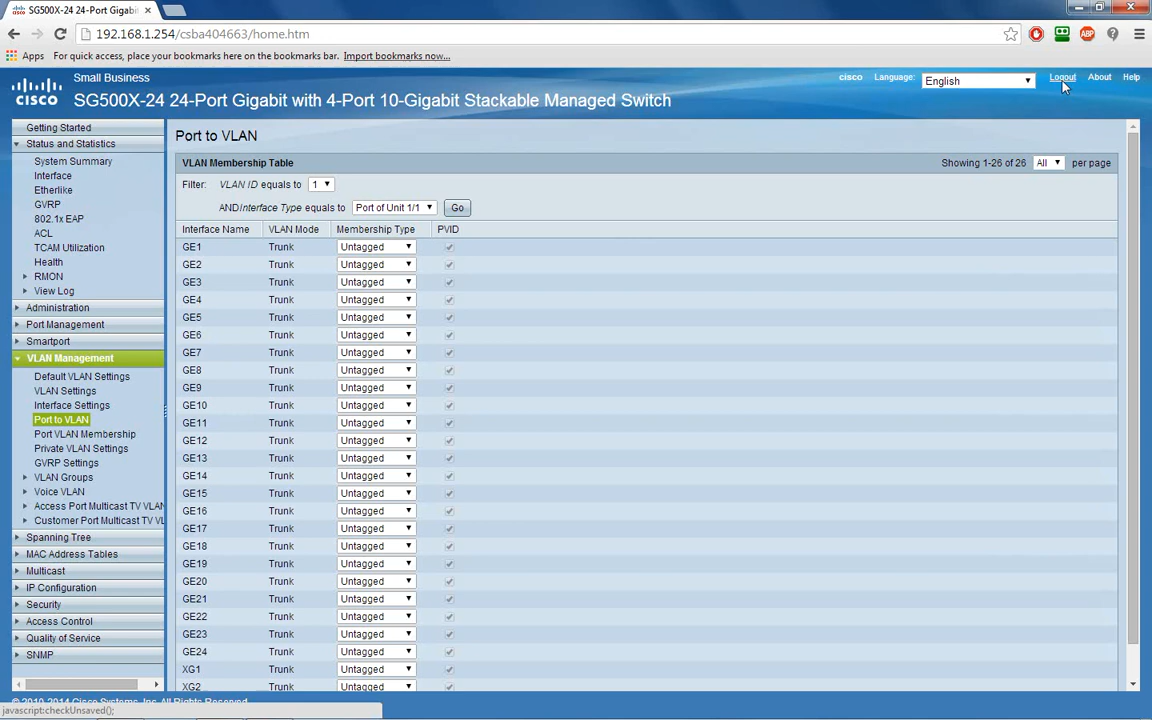 SG500X-24 24-Port Gigabi
192.168.1.254/csba404663/home.htm
Apps For quick access, place your bookmarks here on the bookmarks bar. Import bookmarks now...
ABP
Small Business
cisco Language: English Logout About Help
CISCO SG500X-24 24-Port Gigabit with 4-Port 10-Gigabit Stackable Managed Switch
Getting Started
Status and Statistics
System Summary
Interface
Etherlike
GVRP
802.1x EAP
ACL
TCAM Utilization
Health
RMON
View Log
Administration
Port Management
Smartport
VLAN Management
Default VLAN Settings
VLAN Settings
Interface Settings
Port to VLAN
Port VLAN Membership
Private VLAN Settings
GVRP Settings
VLAN Groups
Voice VLAN
Access Port Multicast TV VLAN
Customer Port Multicast TV VL
Spanning Tree
MAC Address Tables
Multicast
IP Configuration
Security
Access Control
Quality of Service
SNMP
Port to VLAN
VLAN Membership Table Showing 1-26 of 26 All per page
Filter: VLAN ID equals to 1
ANDInterface Type equals to Port of Unit 1/1 Go
Interface Name VLAN Mode Membership Type PVID
GE1 Trunk Untagged
GE2 Trunk Untagged
GE3 Trunk Untagged
GE4 Trunk Untagged
GE5 Trunk Untagged
GE6 Trunk Untagged
GE7 Trunk Untagged
GE8 Trunk Untagged
GE9 Trunk Untagged
GE10 Trunk Untagged
GE11 Trunk Untagged
GE12 Trunk Untagged
GE13 Trunk Untagged
GE14 Trunk Untagged
GE15 Trunk Untagged
GE16 Trunk Untagged
GE17 Trunk Untagged
GE18 Trunk Untagged
GE19 Trunk Untagged
GE20 Trunk Untagged
GE21 Trunk Untagged
GE22 Trunk Untagged
GE23 Trunk Untagged
GE24 Trunk Untagged
XG1 Trunk Untagged
XG2 Trunk Untagged
© 2010-2014 Cisco Systems, Inc. All Rights Reserved.
javascript:checkUnsaved();